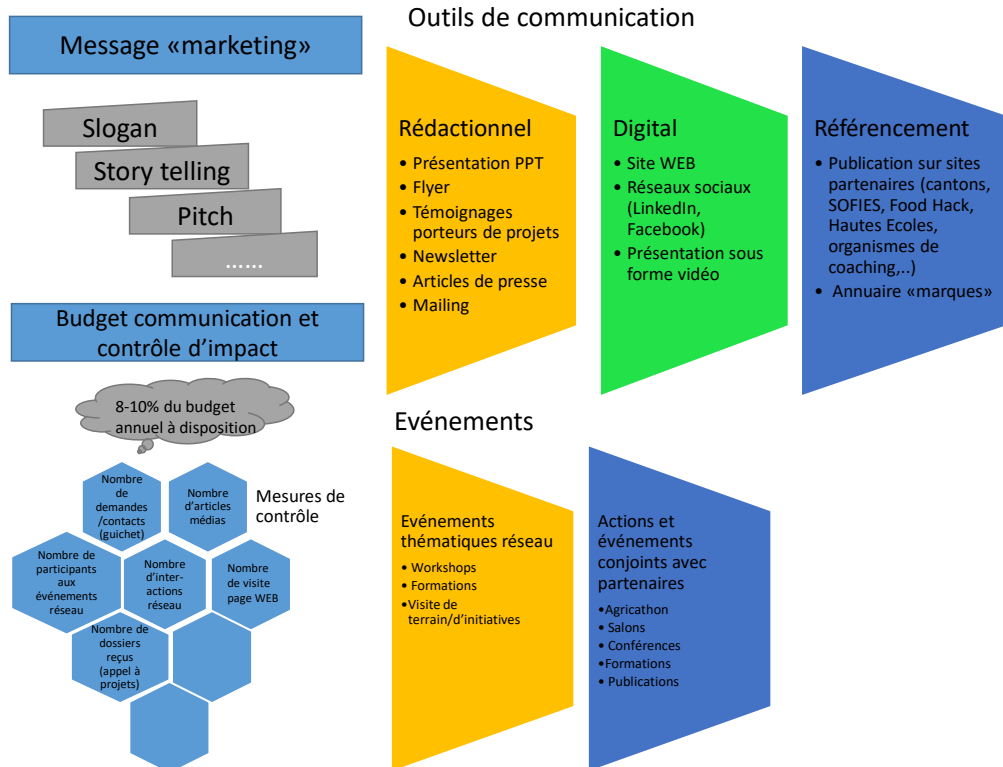 Message «marketing»
Slogan
Story telling
Pitch
......
Budget communication et
contrôle d'impact
8-10% du budget
annuel à disposition
Mesures de
contrôle
Nombre
de
demandes
/contacts
(guichet)
Nombre
d'articles
médias
Nombre de
participants
aux
événements
réseau
Nombre
d'inter-
actions
réseau
Nombre
de visite
page WEB
Nombre de
dossiers
reçus
(appel à
projets)
Outils de communication
Rédactionnel
• Présentation PPT
• Flyer
• Témoignages
porteurs de projets
• Newsletter
• Articles de presse
• Mailing
Digital
• Site WEB
• Réseaux sociaux
(LinkedIn,
Facebook)
• Présentation sous
forme vidéo
Référencement
• Publication sur sites
partenaires (cantons,
SOFIES, Food Hack,
Hautes Ecoles,
organismes de
coaching,..)
• Annuaire «marques»
Evénements
Evénements
thématiques réseau
• Workshops
• Formations
•Visite de
terrain/d'initiatives
Actions et
événements
conjoints avec
partenaires
•Agricathon
• Salons
• Conférences
•Formations
• Publications